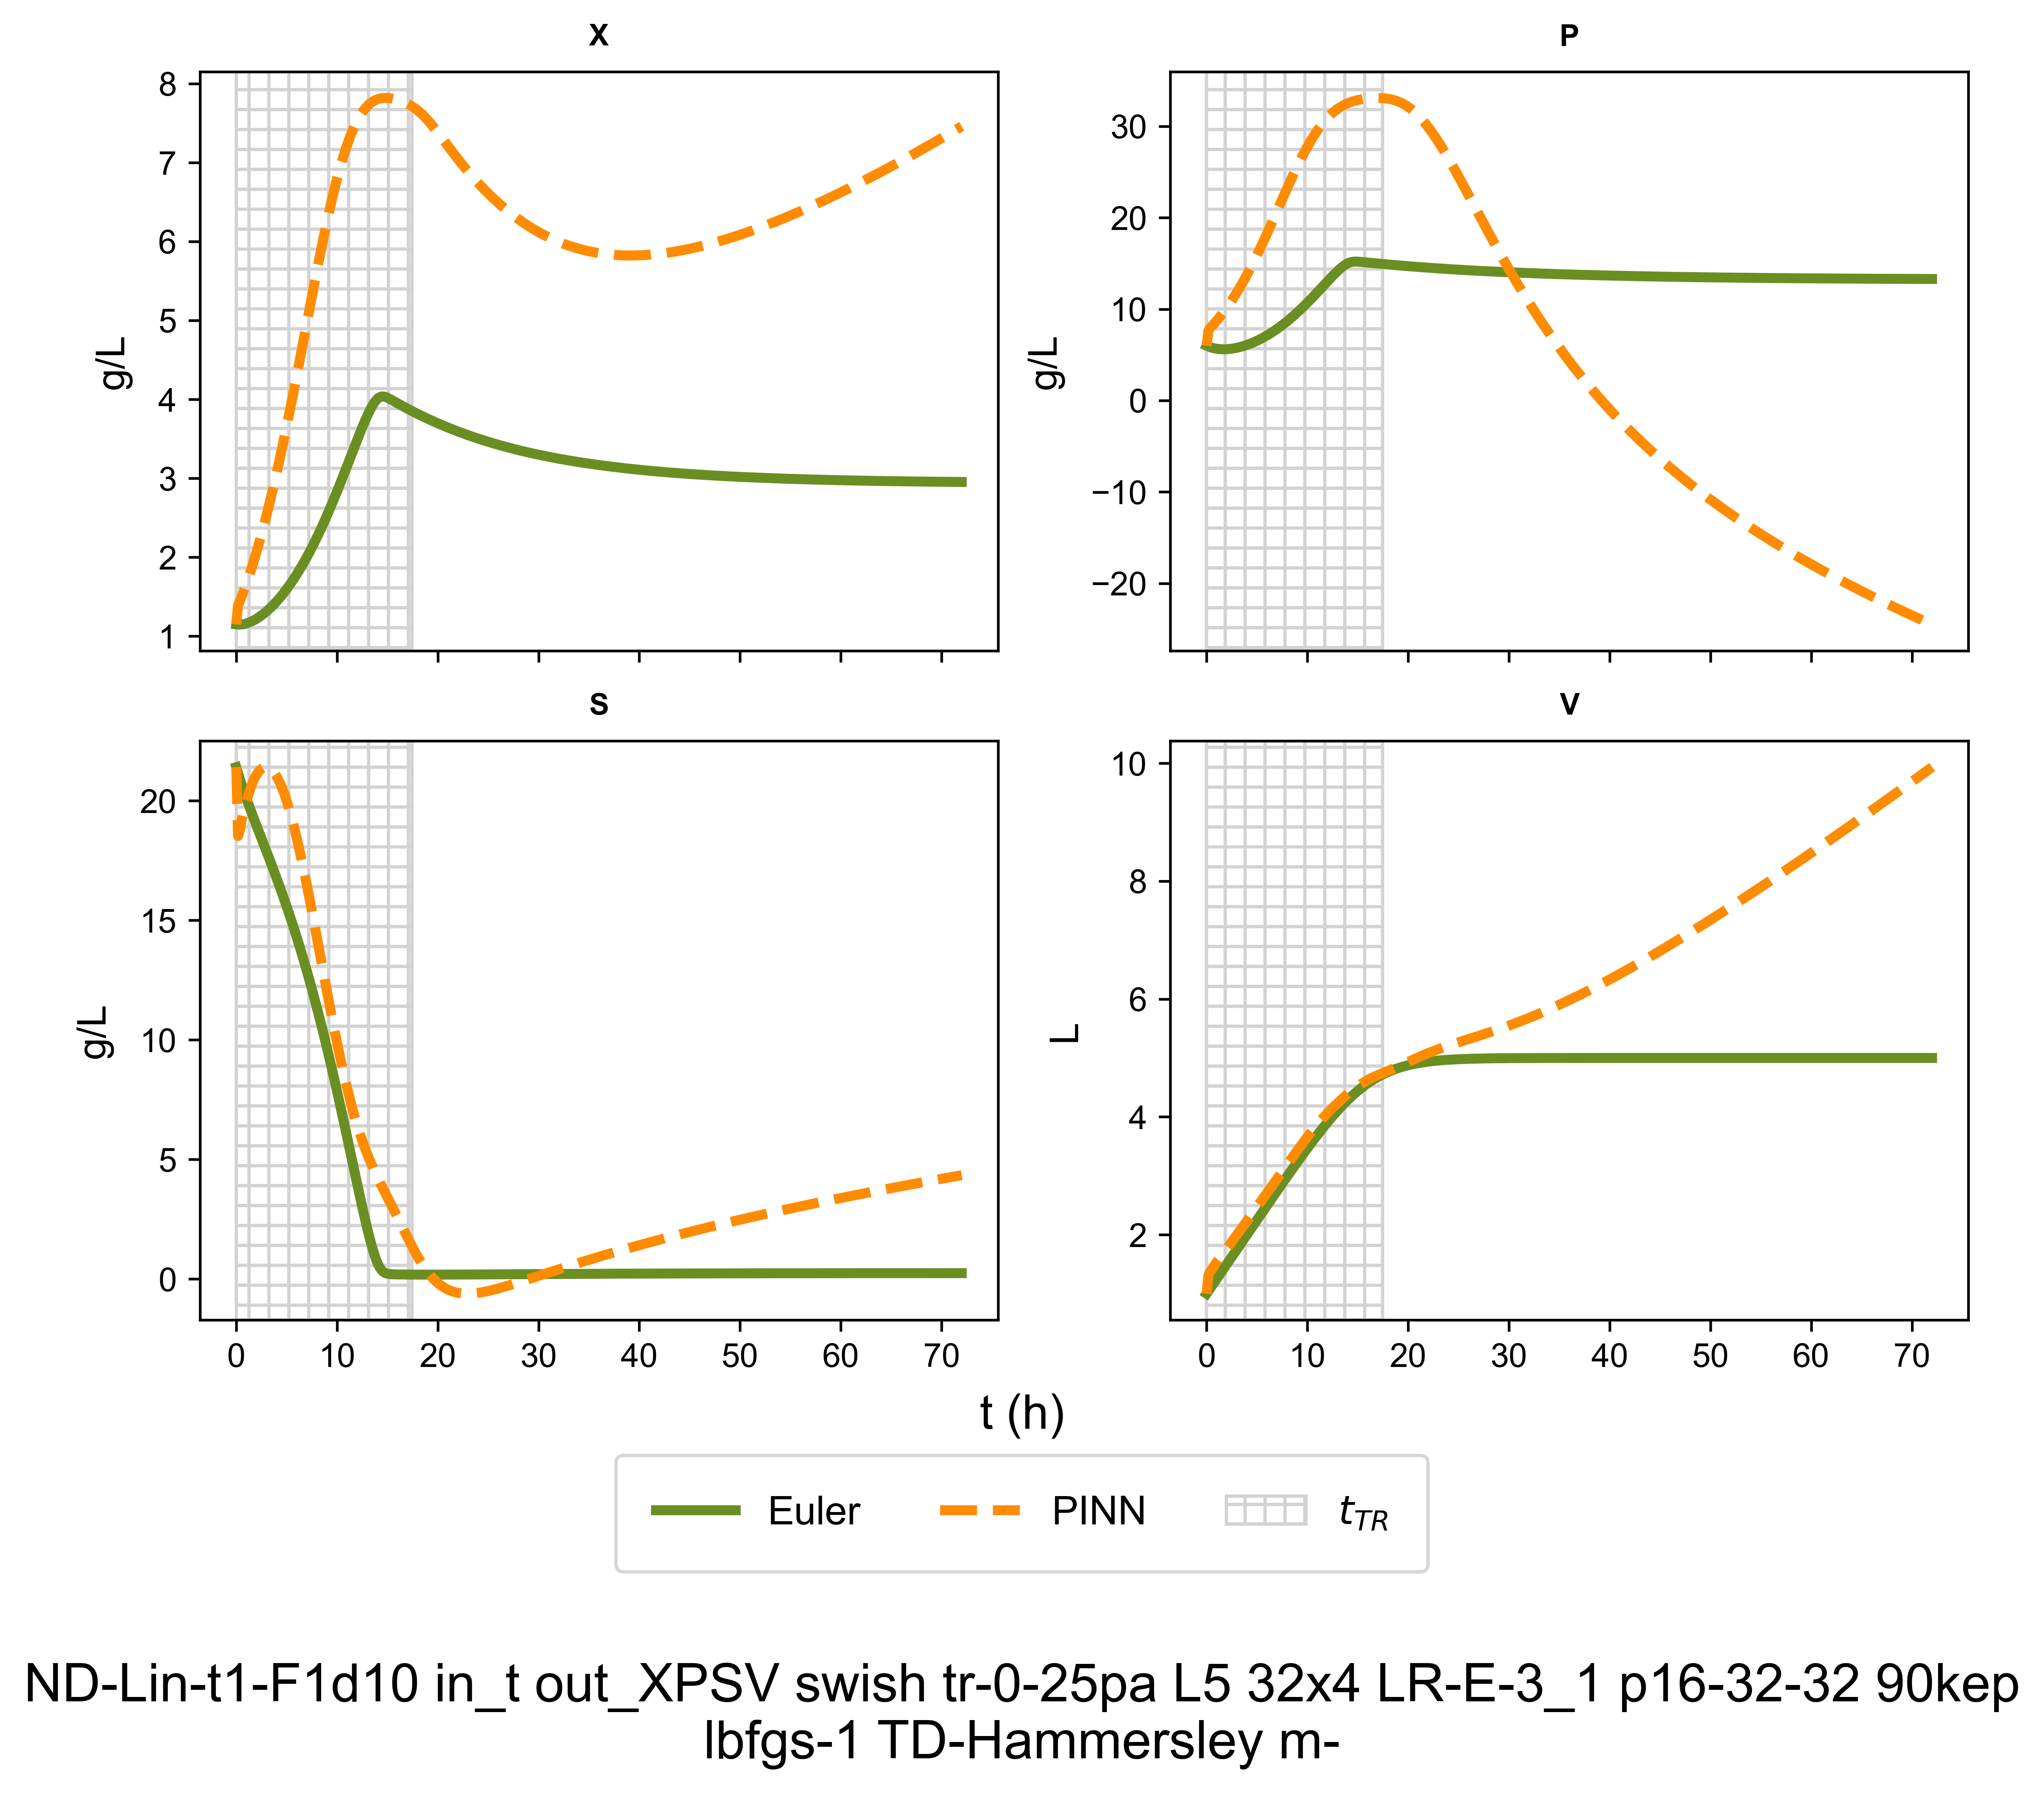 X
P
8
7
6
5
4
3
2
1
g/L
30
20
10
0
−10
−20
g/L
S
V
20
15
10
5
0
g/L
0 10 20 30 40 50 60 70
10
8
6
4
2
L
0 10 20 30 40 50 60 70
t (h)
Euler PINN t_TR
ND-Lin-t1-F1d10 in_t out_XPSV swish tr-0-25pa L5 32x4 LR-E-3_1 p16-32-32 90kep
lbfgs-1 TD-Hammersley m-